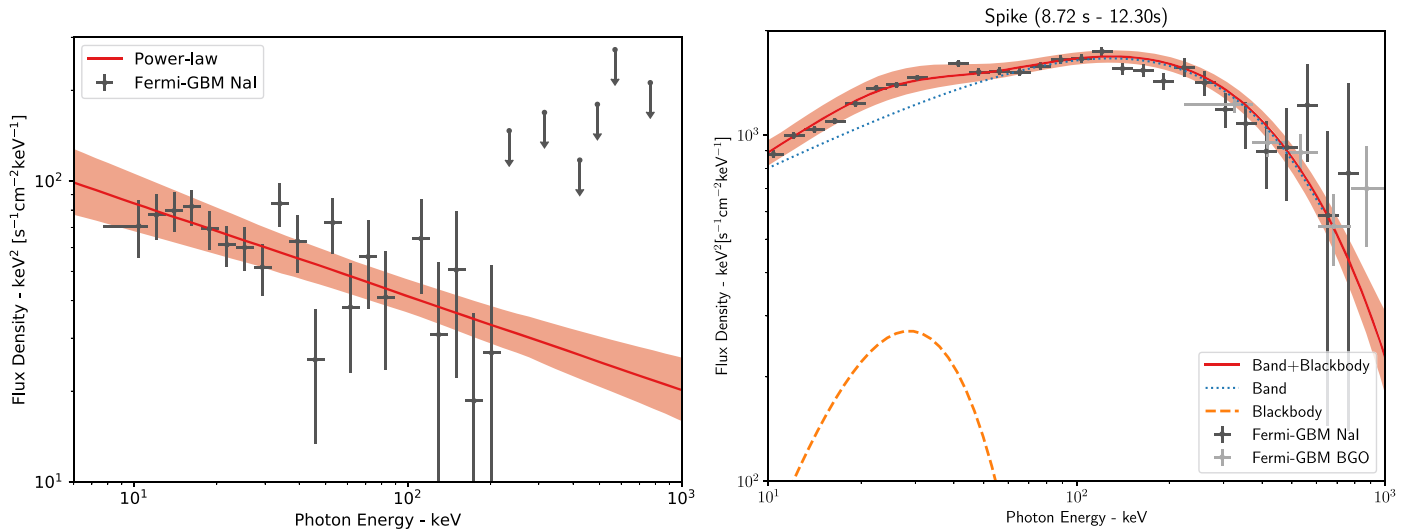 Power-law
Fermi-GBM NaI
10²
10¹
Flux Density - keV² [s⁻¹cm⁻²keV⁻¹]
10¹
10²
10³
Photon Energy - keV
Spike (8.72 s - 12.30s)
10³
10²
Flux Density - keV²[s⁻¹cm⁻²keV⁻¹]
Band+Blackbody
Band
Blackbody
Fermi-GBM NaI
Fermi-GBM BGO
10¹
10²
10³
Photon Energy - keV